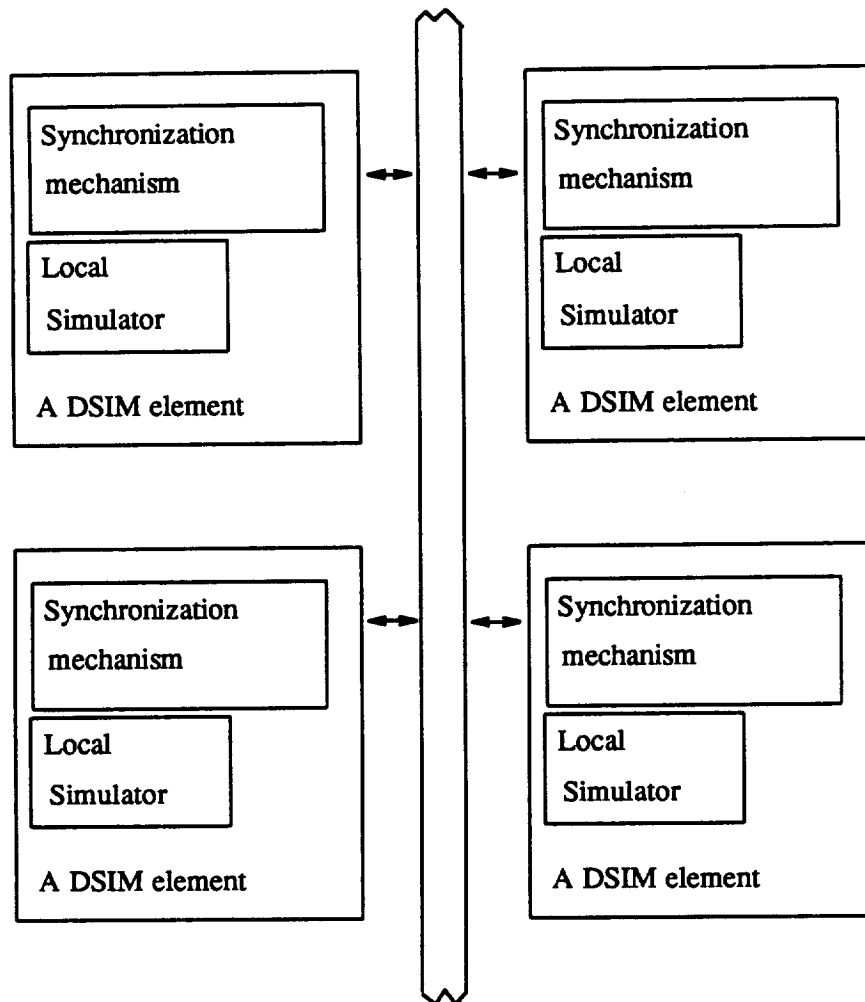 Synchronization
mechanism
Local
Simulator
A DSIM element
Synchronization
mechanism
Local
Simulator
A DSIM element
Synchronization
mechanism
Local
Simulator
A DSIM element
Synchronization
mechanism
Local
Simulator
A DSIM element